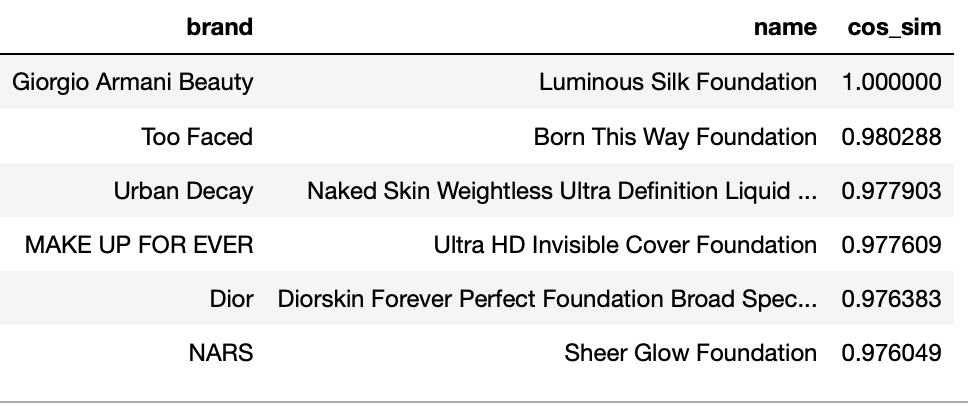 brand name cos_sim
Giorgio Armani Beauty Luminous Silk Foundation 1.000000
Too Faced Born This Way Foundation 0.980288
Urban Decay Naked Skin Weightless Ultra Definition Liquid ... 0.977903
MAKE UP FOR EVER Ultra HD Invisible Cover Foundation 0.977609
Dior Diorskin Forever Perfect Foundation Broad Spec... 0.976383
NARS Sheer Glow Foundation 0.976049